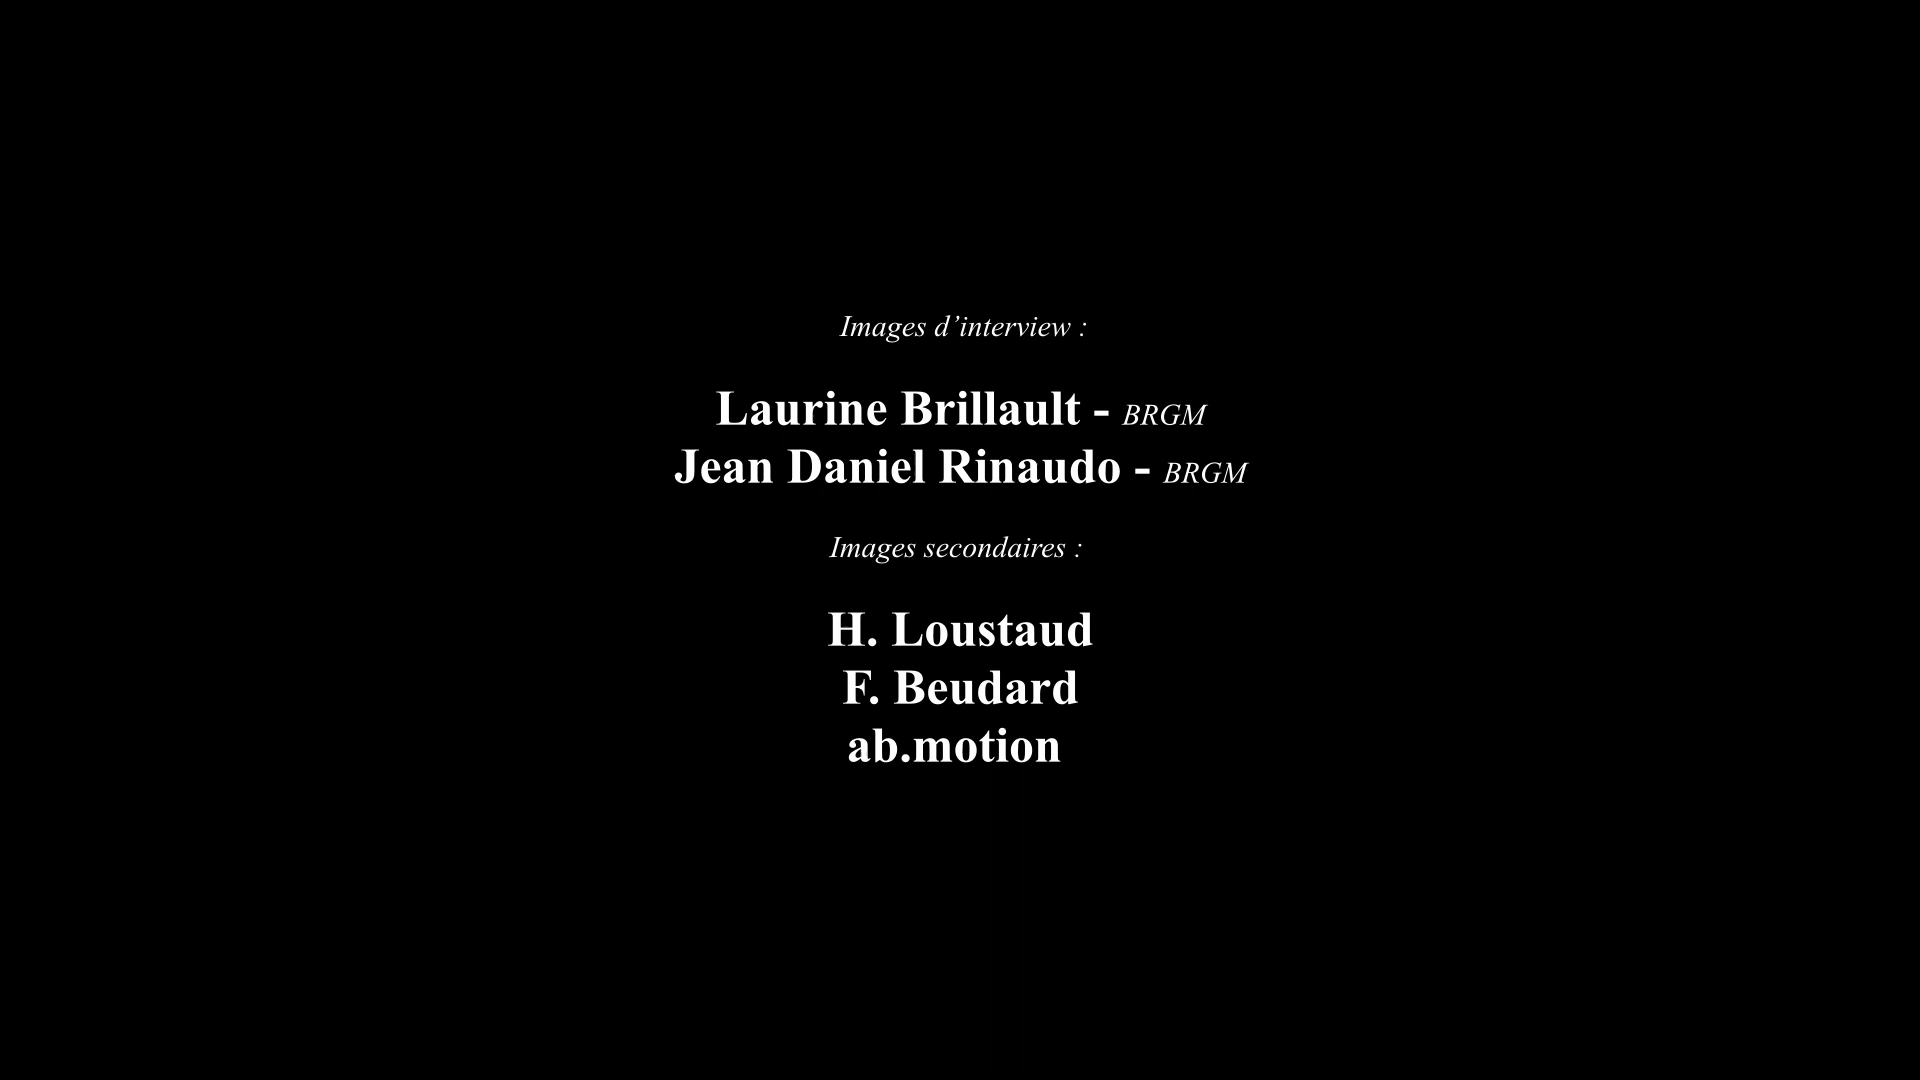 Images d’interview :
Laurine Brillault - BRGM
Jean Daniel Rinaudo - BRGM
Images secondaires :
H. Loustaud
F. Beudard
ab.motion